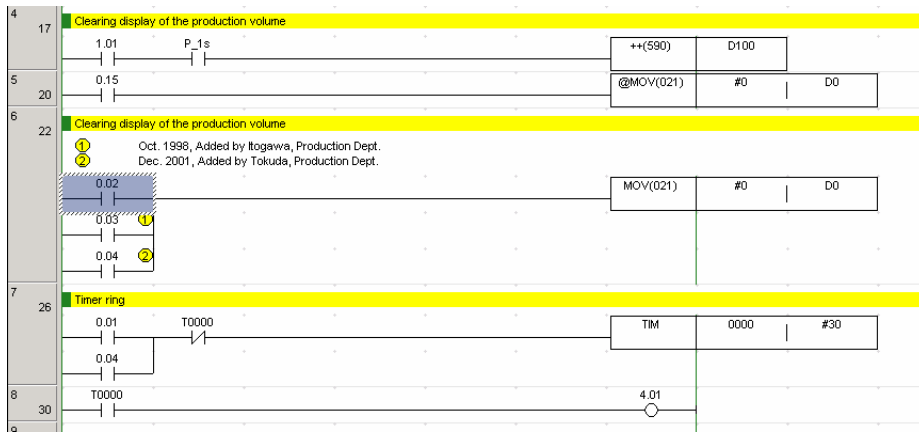 4
17
Clearing display of the production volume
1.01 P_1s ++(590) D100
5
20
0.15 @MOV(021) #0 D0
6
22
Clearing display of the production volume
1 Oct. 1998, Added by Itogawa, Production Dept.
2 Dec. 2001, Added by Tokuda, Production Dept.
0.02 MOV(021) #0 D0
0.03 1
0.04 2
7
26
Timer ring
0.01 T0000 TIM 0000 #30
0.04
8
30
T0000 4.01
9